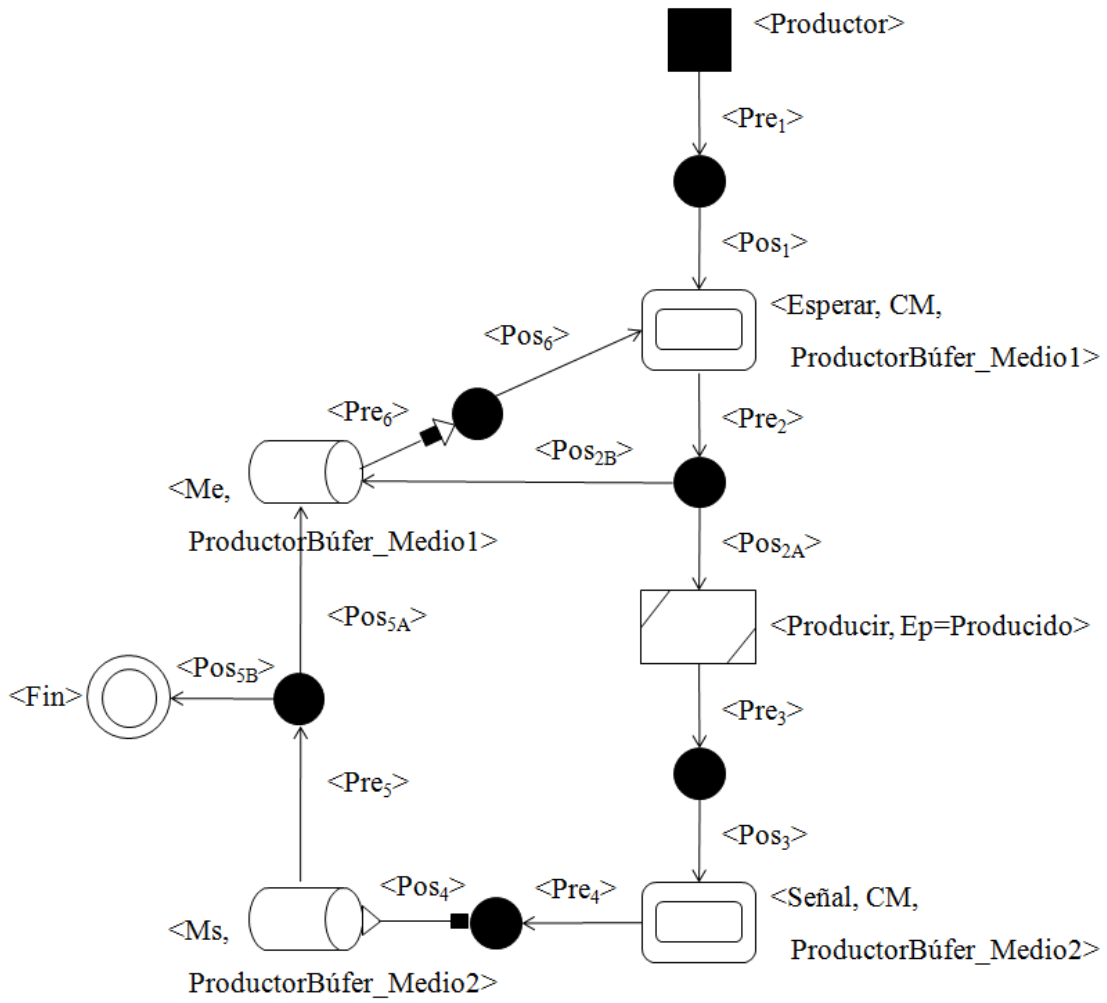 <Productor>
<Pre₁>
<Pos₁>
<Esperar, CM,
ProductorBúfer_Medio1>
<Pos₆>
<Pre₆>
<Pre₂>
<Pos₂B>
<Me,
ProductorBúfer_Medio1>
<Pos₂A>
<Producir, Ep=Producido>
<Pos₅A>
<Pos₅B>
<Fin>
<Pre₃>
<Pre₅>
<Pos₃>
<Pos₄>
<Pre₄>
<Señal, CM,
ProductorBúfer_Medio2>
<Ms,
ProductorBúfer_Medio2>